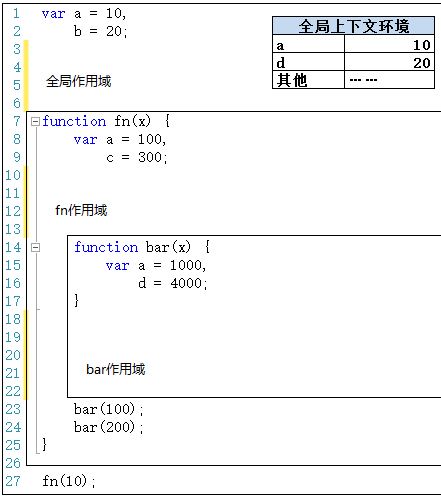 1 var a = 10,
2 b = 20;
3
4
5 全局作用域
6
7 function fn(x) {
8 var a = 100,
9 c = 300;
10
11
12 fn作用域
13
14 function bar(x) {
15 var a = 1000,
16 d = 4000;
17 }
18
19
20
21 bar作用域
22
23 bar(100);
24 bar(200);
25 }
26
27 fn(10);
全局上下文环境
a 10
d 20
其他 ……